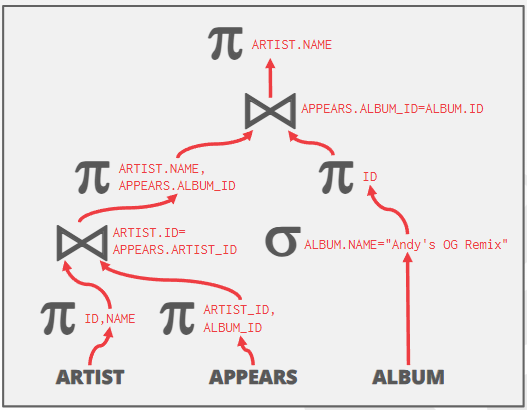 π ARTIST.NAME
⋈ APPEARS.ALBUM_ID=ALBUM.ID
π ARTIST.NAME,
APPEARS.ALBUM_ID
π ID
⋈ ARTIST.ID=
APPEARS.ARTIST_ID
σ ALBUM.NAME="Andy's OG Remix"
π ID,NAME
π ARTIST_ID,
ALBUM_ID
ARTIST
APPEARS
ALBUM